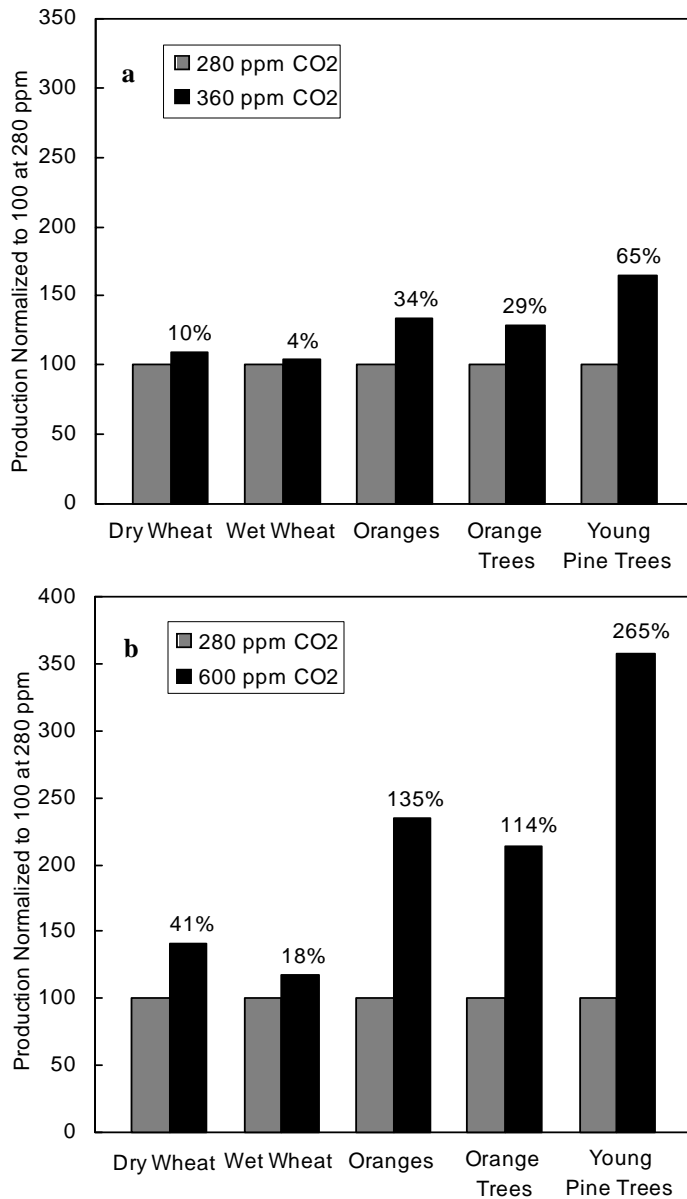 350
a
280 ppm CO2
300
360 ppm CO2
Production Normalized to 100 at 280 ppm
250
200
65%
150
34%
29%
10%
4%
100
50
0
Dry Wheat Wet Wheat Oranges Orange Young
Trees Pine Trees
400
b
280 ppm CO2
265%
350
600 ppm CO2
Production Normalized to 100 at 280 ppm
300
250
135%
114%
200
41%
150
18%
100
50
0
Dry Wheat Wet Wheat Oranges Orange Young
Trees Pine Trees